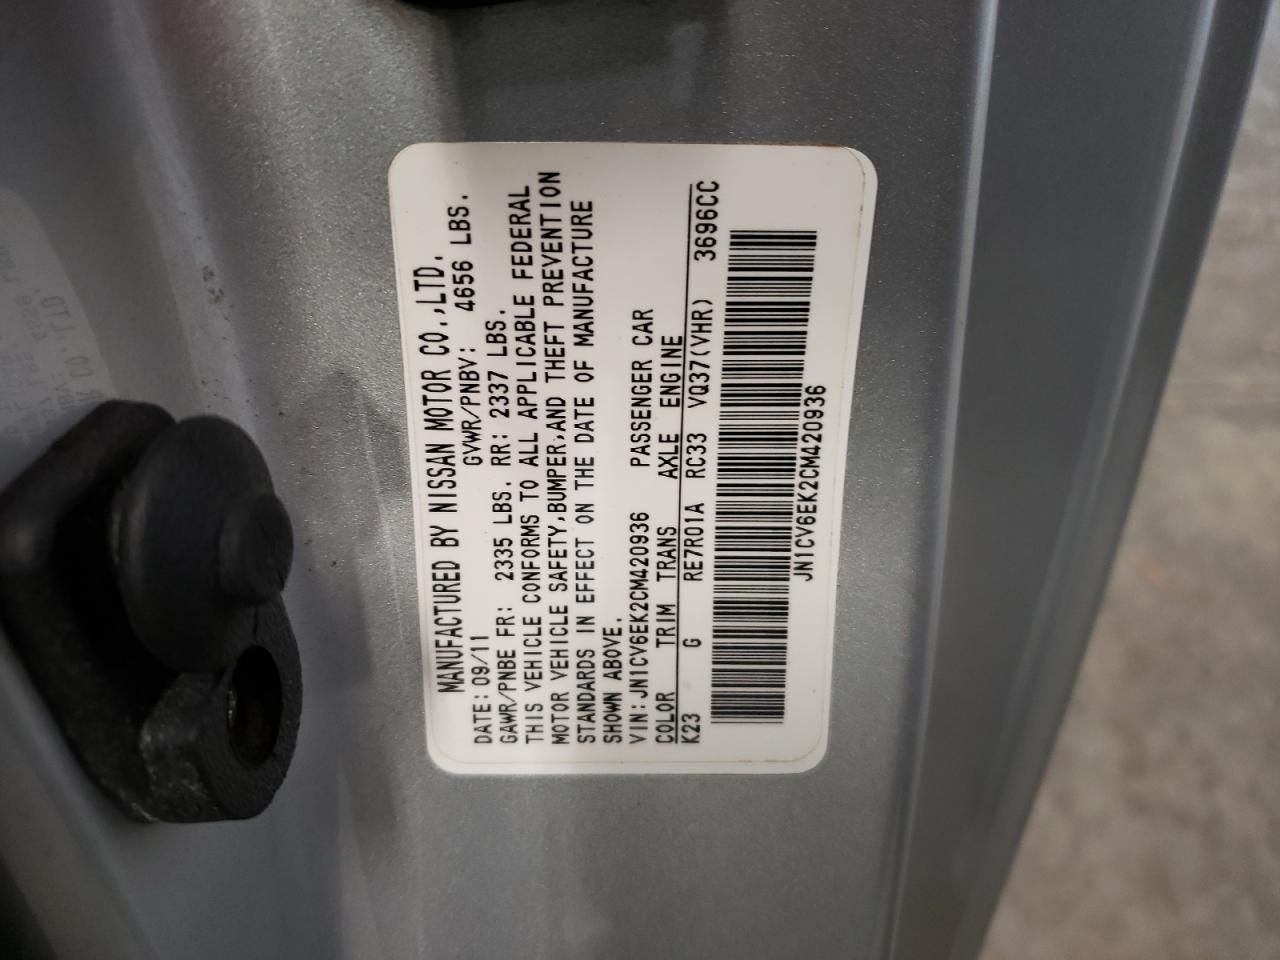 MANUFACTURED BY NISSAN MOTOR CO.,LTD.
DATE: 09/11 GVWR/PNBV: 4656 LBS.
GAWR/PNBE FR: 2335 LBS. RR: 2337 LBS.
THIS VEHICLE CONFORMS TO ALL APPLICABLE FEDERAL
MOTOR VEHICLE SAFETY,BUMPER,AND THEFT PREVENTION
STANDARDS IN EFFECT ON THE DATE OF MANUFACTURE
SHOWN ABOVE.
VIN:JN1CV6EK2CM420936 PASSENGER CAR
COLOR TRIM TRANS AXLE ENGINE
K23 G RE7R01A RC33 VQ37(VHR) 3696CC
JN1CV6EK2CM420936